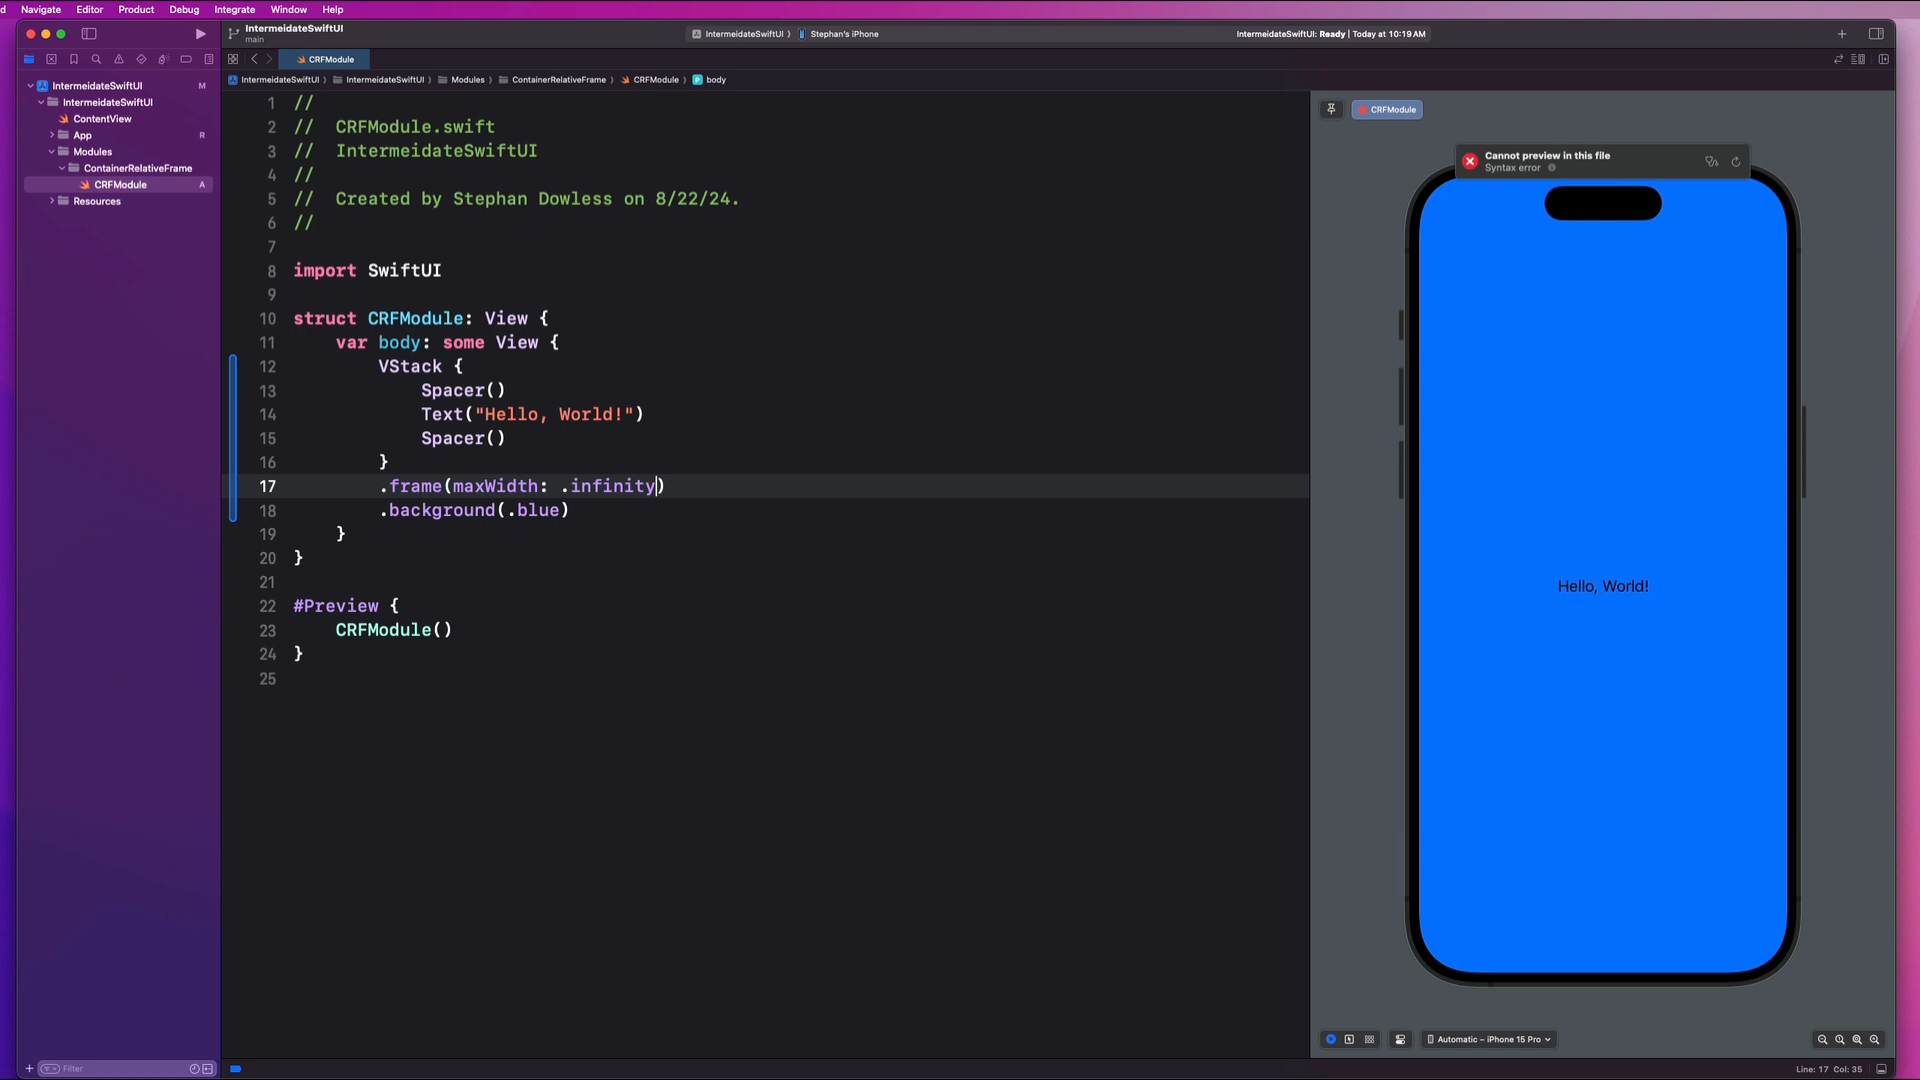 d Navigate Editor Product Debug Integrate Window Help
IntermeidateSwiftUI
main
IntermeidateSwiftUI Stephan's iPhone
IntermeidateSwiftUI: Ready | Today at 10:19 AM
CRFModule
IntermeidateSwiftUI IntermeidateSwiftUI Modules ContainerRelativeFrame CRFModule body
IntermeidateSwiftUI M
IntermeidateSwiftUI
ContentView
App R
Modules
ContainerRelativeFrame
CRFModule A
Resources
1 //
2 // CRFModule.swift
3 // IntermeidateSwiftUI
4 //
5 // Created by Stephan Dowless on 8/22/24.
6 //
7
8 import SwiftUI
9
10 struct CRFModule: View {
11 var body: some View {
12 VStack {
13 Spacer()
14 Text("Hello, World!")
15 Spacer()
16 }
17 .frame(maxWidth: .infinity)
18 .background(.blue)
19 }
20 }
21
22 #Preview {
23 CRFModule()
24 }
25
CRFModule
Cannot preview in this file
Syntax error
Hello, World!
Automatic – iPhone 15 Pro
Filter
Line: 17 Col: 35